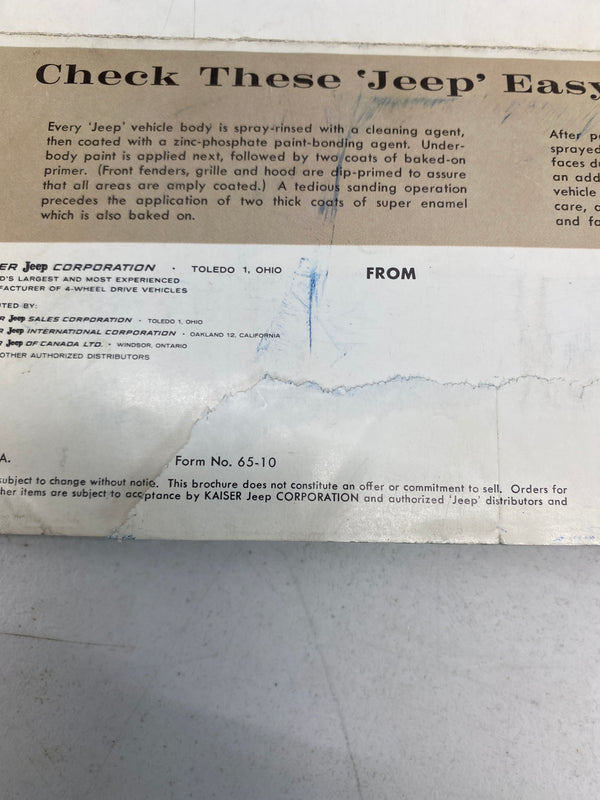 Check These 'Jeep' Easy
Every 'Jeep' vehicle body is spray-rinsed with a cleaning agent,
then coated with a zinc-phosphate paint-bonding agent. Under-
body paint is applied next, followed by two coats of baked-on
primer. (Front fenders, grille and hood are dip-primed to assure
that all areas are amply coated.) A tedious sanding operation
precedes the application of two thick coats of super enamel
which is also baked on.
After p
sprayed
faces d
an add
vehicle
care, c
and fo
ER Jeep CORPORATION · TOLEDO 1, OHIO
D'S LARGEST AND MOST EXPERIENCED
FACTURER OF 4-WHEEL DRIVE VEHICLES
UTED BY:
R Jeep SALES CORPORATION · TOLEDO 1, OHIO
R Jeep INTERNATIONAL CORPORATION · OAKLAND 12, CALIFORNIA
R Jeep OF CANADA LTD. · WINDSOR, ONTARIO
OTHER AUTHORIZED DISTRIBUTORS
FROM
A.
Form No. 65-10
subject to change without notice. This brochure does not constitute an offer or commitment to sell. Orders for
her items are subject to acceptance by KAISER Jeep CORPORATION and authorized 'Jeep' distributors and